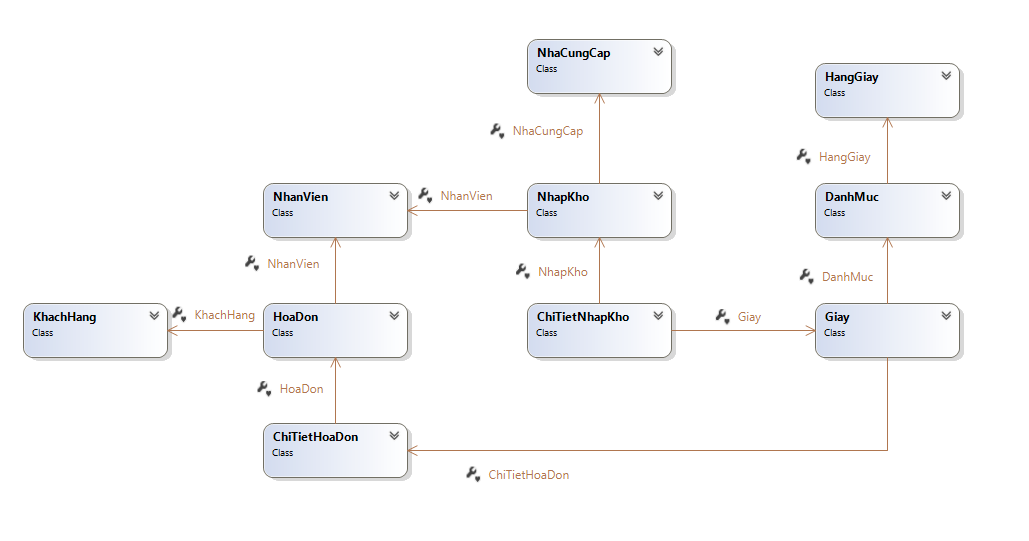 NhaCungCap
Class
HangGiay
Class
NhaCungCap
HangGiay
NhanVien
Class
NhanVien
NhapKho
Class
DanhMuc
Class
NhanVien
NhapKho
DanhMuc
KhachHang
Class
KhachHang
HoaDon
Class
ChiTietNhapKho
Class
Giay
Giay
Class
HoaDon
ChiTietHoaDon
Class
ChiTietHoaDon